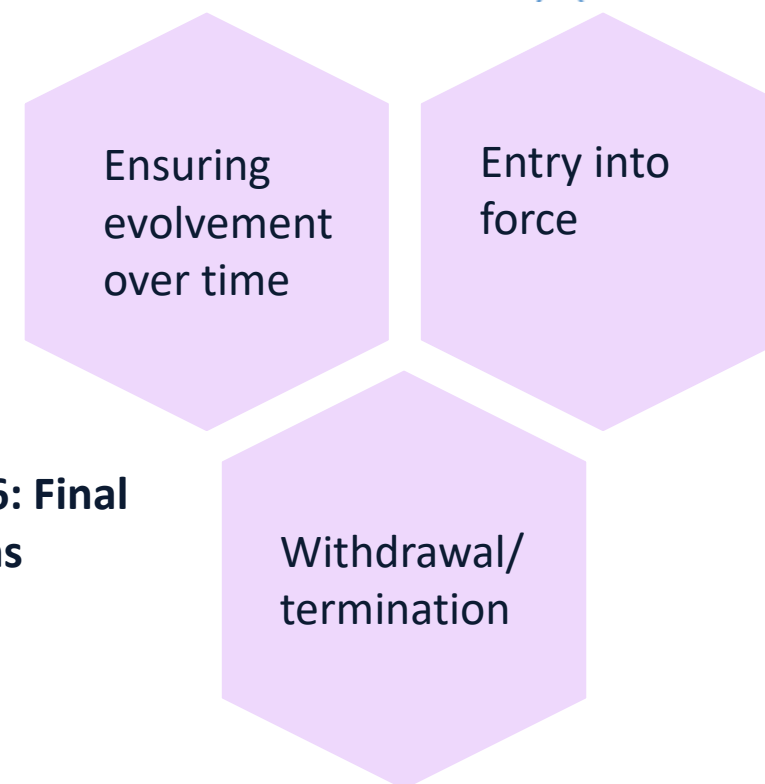 Ensuring
evolvement
over time
Entry into
force
6: Final
ns
Withdrawal/
termination